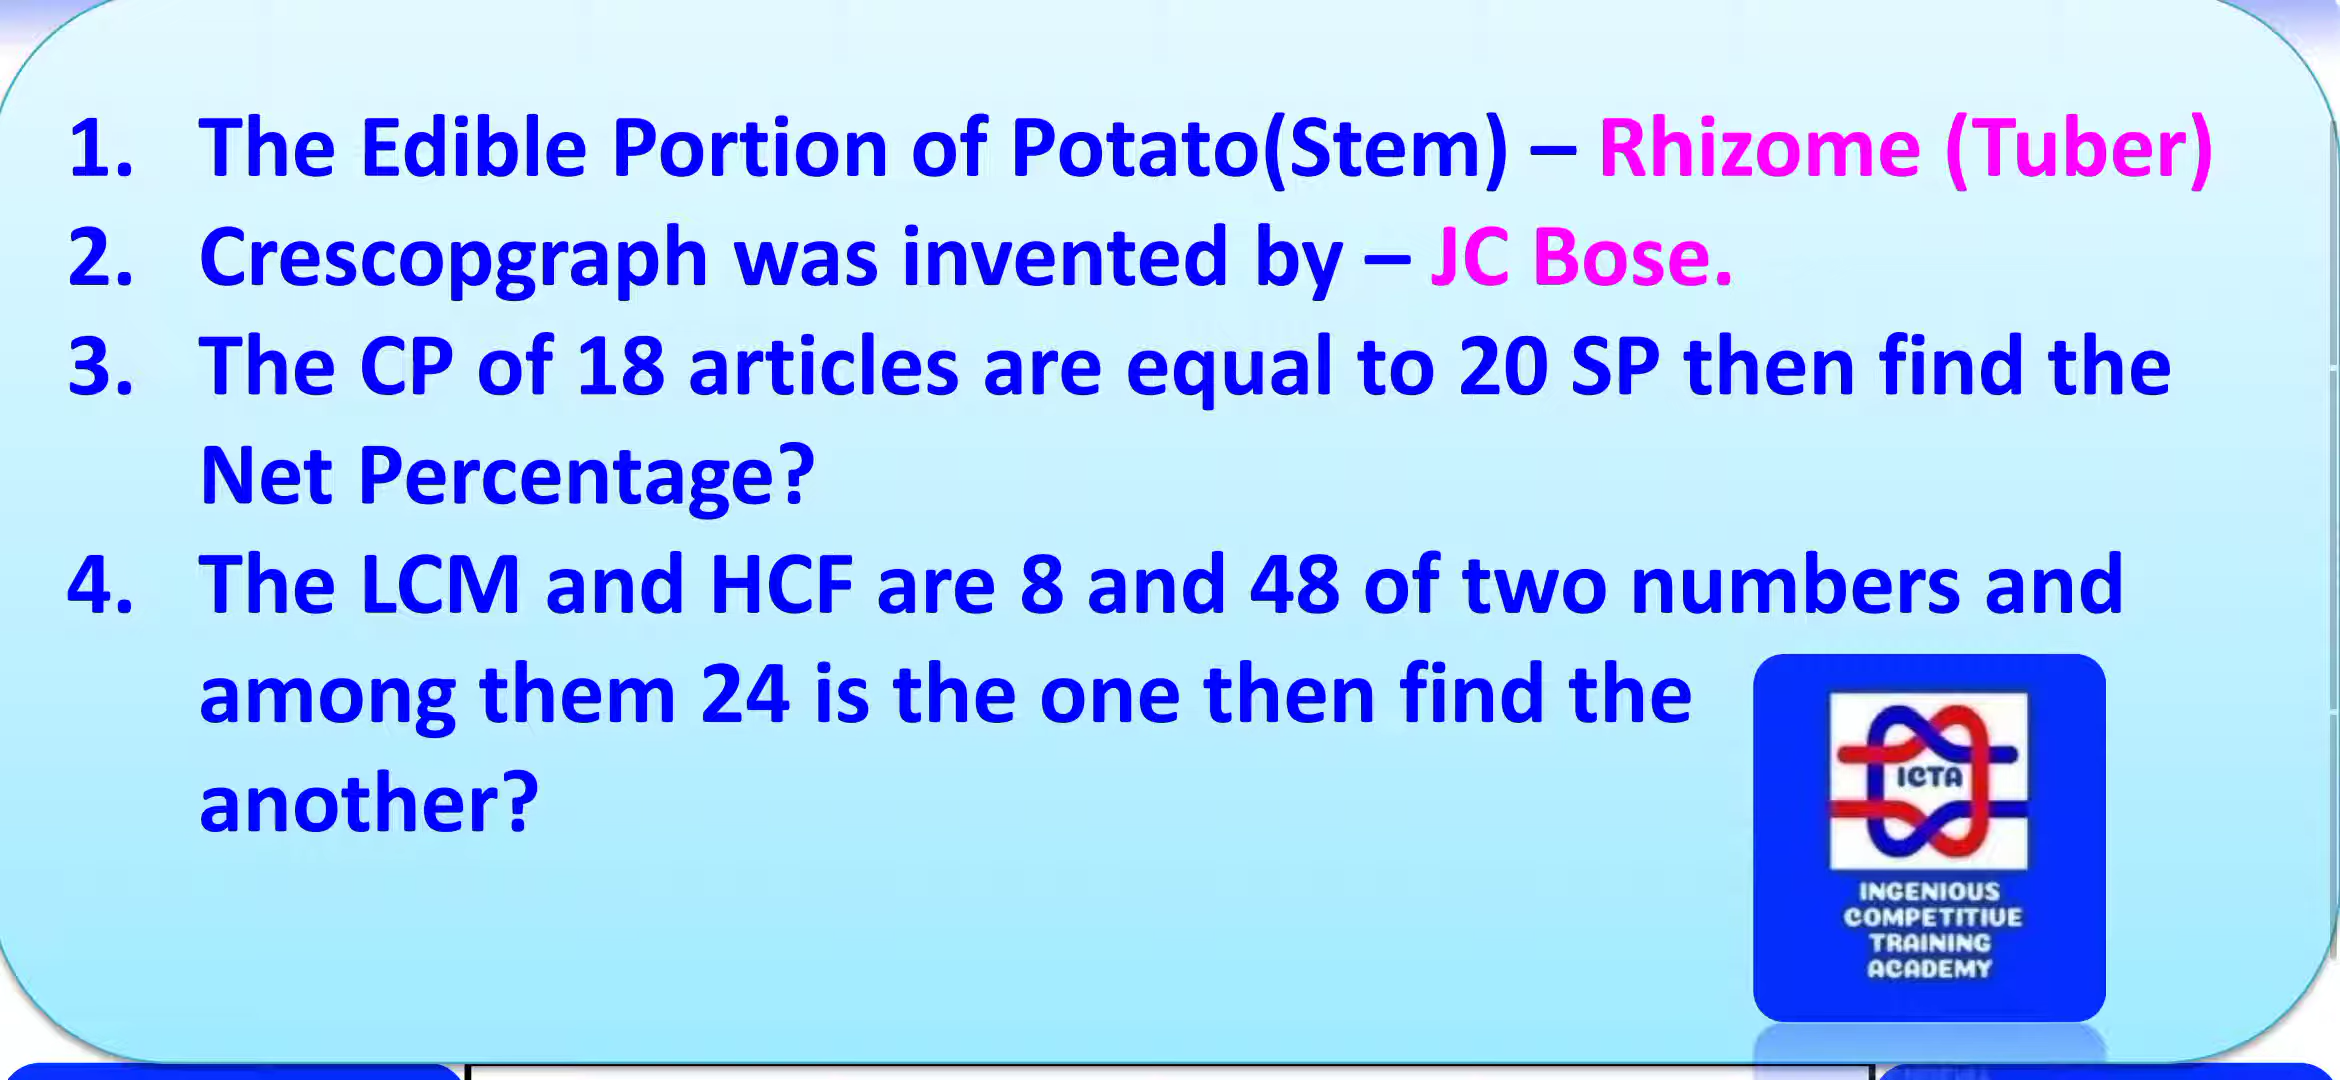 1. The Edible Portion of Potato(Stem) – Rhizome (Tuber)
2. Crescopgraph was invented by – JC Bose.
3. The CP of 18 articles are equal to 20 SP then find the
Net Percentage?
4. The LCM and HCF are 8 and 48 of two numbers and
among them 24 is the one then find the
another?
ICTA
INGENIOUS
COMPETITIVE
TRAINING
ACADEMY